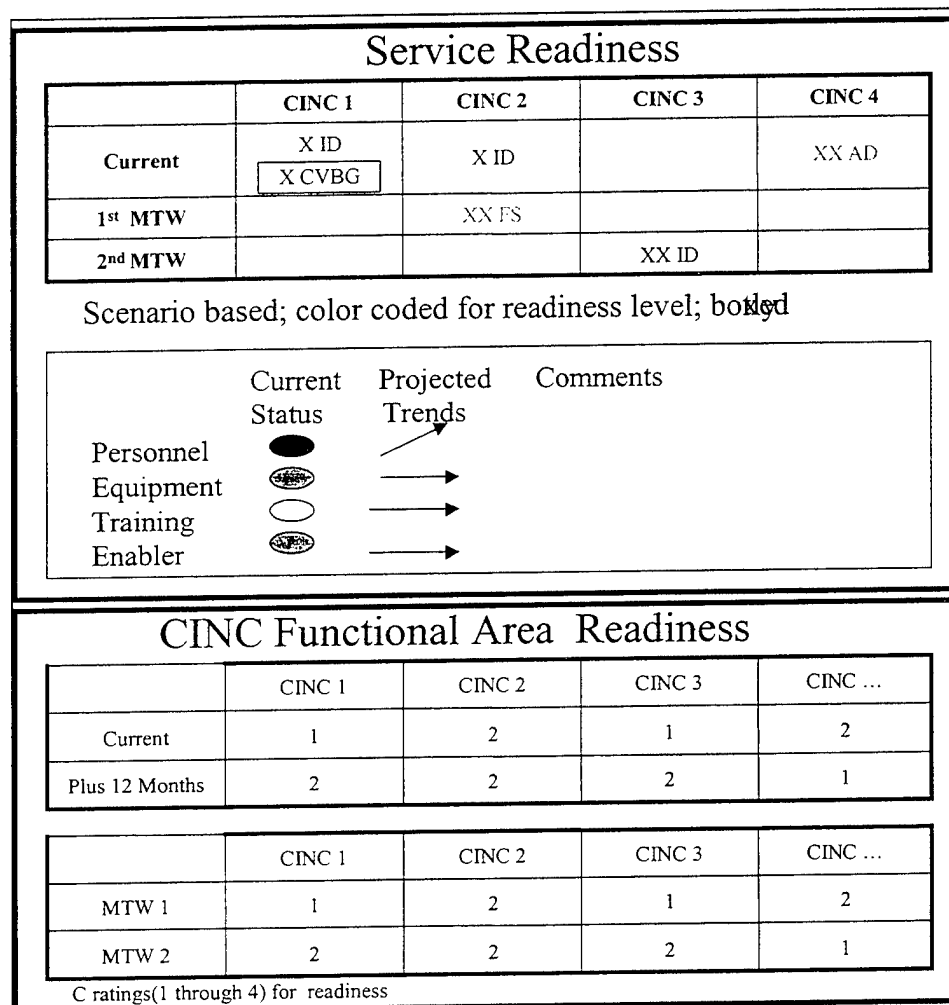 Service Readiness
CINC 1 CINC 2 CINC 3 CINC 4
Current X ID X ID XX AD
X CVBG
1st MTW XX FS
2nd MTW XX ID
Scenario based; color coded for readiness level;
Current Projected Comments
Status Trends
Personnel
Equipment
Training
Enabler
CINC Functional Area Readiness
CINC 1 CINC 2 CINC 3 CINC ...
Current 1 2 1 2
Plus 12 Months 2 2 2 1
CINC 1 CINC 2 CINC 3 CINC ...
MTW 1 1 2 1 2
MTW 2 2 2 2 1
C ratings(1 through 4) for readiness